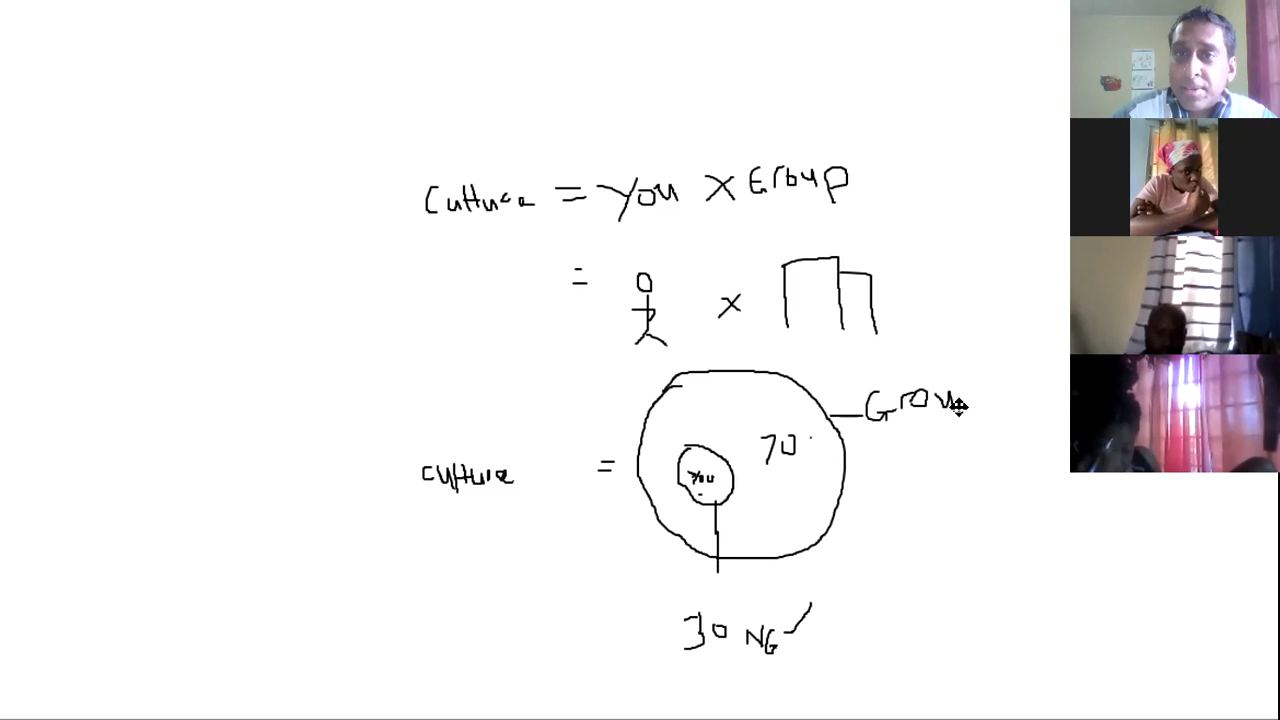 Culture = You X Group
= X
Grou
70
You
Culture =
30 NG